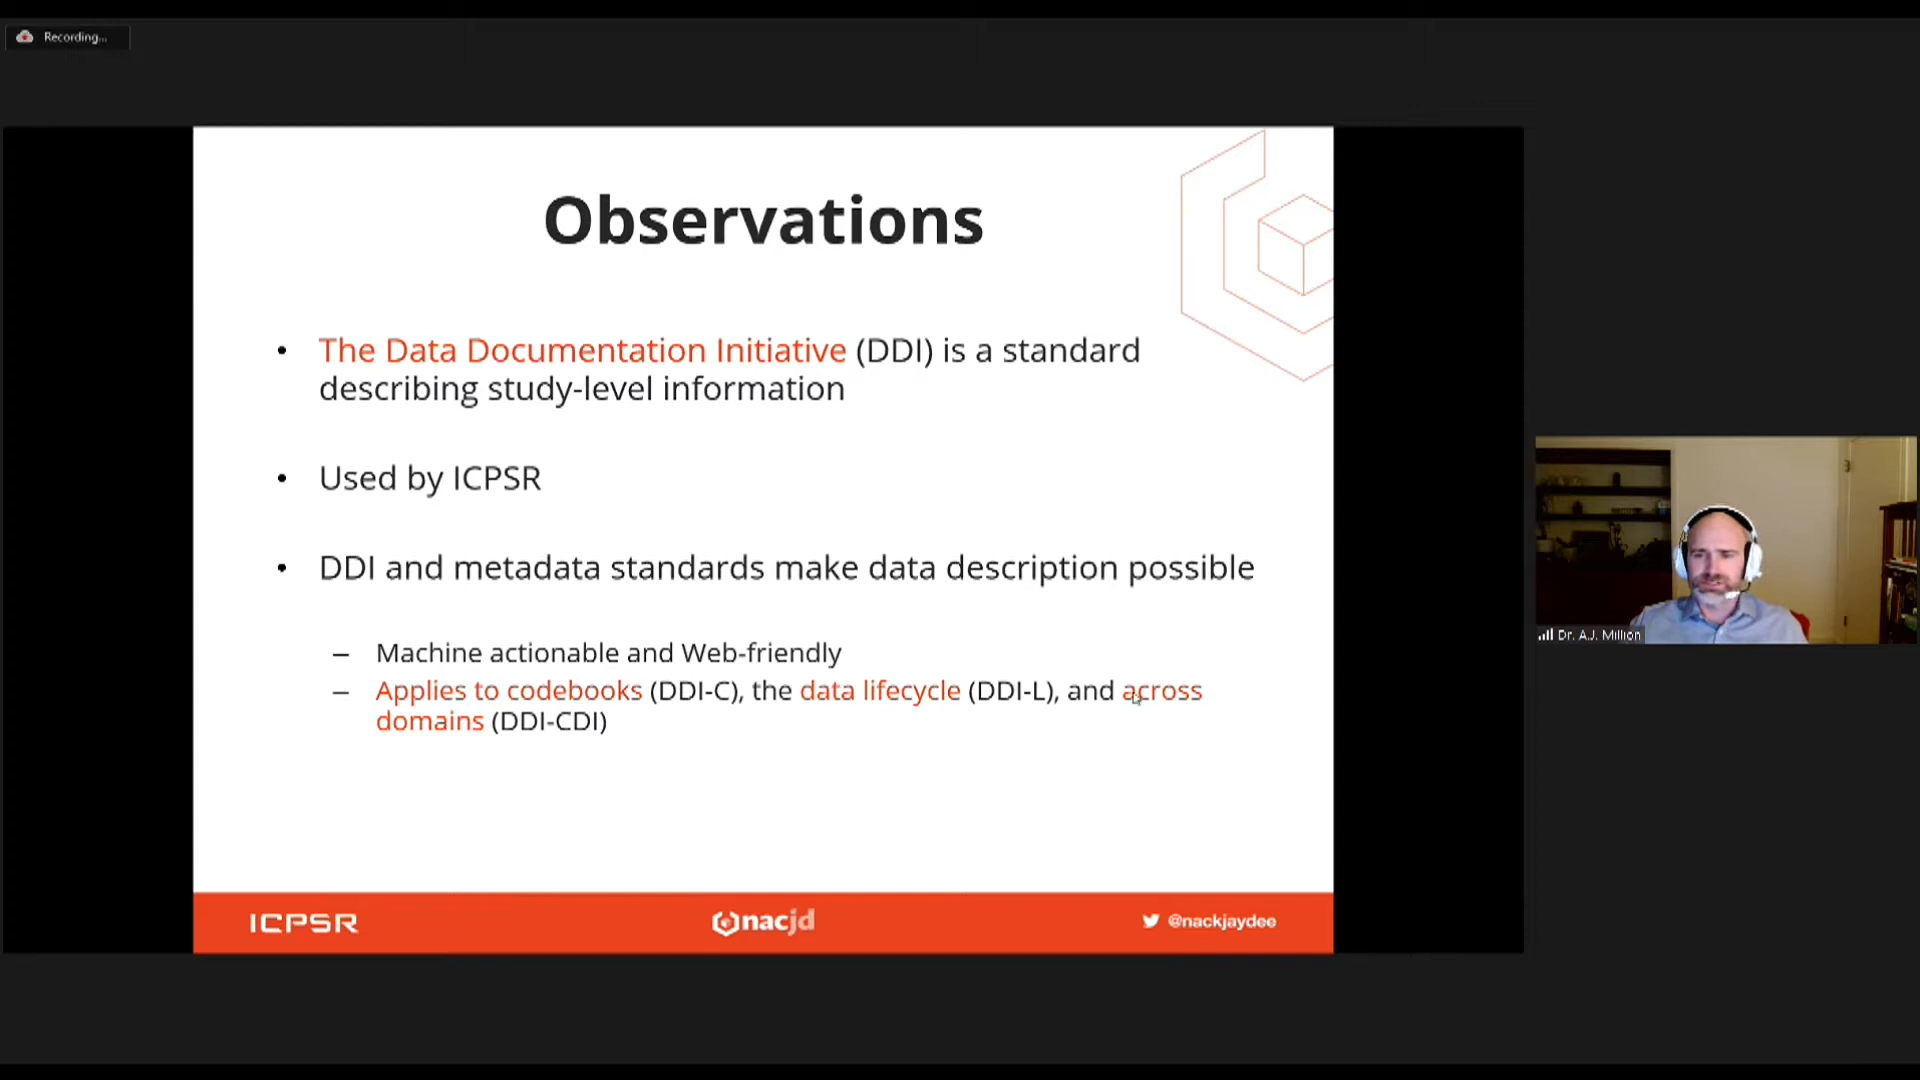 Recording...
Observations
• The Data Documentation Initiative (DDI) is a standard
describing study-level information
• Used by ICPSR
• DDI and metadata standards make data description possible
– Machine actionable and Web-friendly
– Applies to codebooks (DDI-C), the data lifecycle (DDI-L), and across
domains (DDI-CDI)
Dr. A.J. Million
ICPSR
nacjd
@nackjaydee